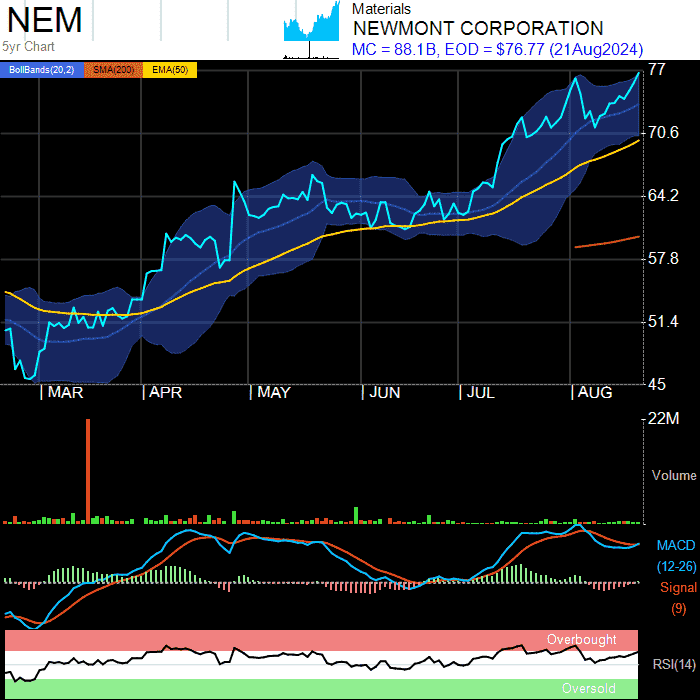 NEM
5yr Chart
Materials
NEWMONT CORPORATION
MC = 88.1B, EOD = $76.77 (21Aug2024)
BollBands(20,2) SMA(200) EMA(50)
77
70.6
64.2
57.8
51.4
45
MAR APR MAY JUN JUL AUG
22M
Volume
MACD
(12-26)
Signal
(9)
Overbought
RSI(14)
Oversold